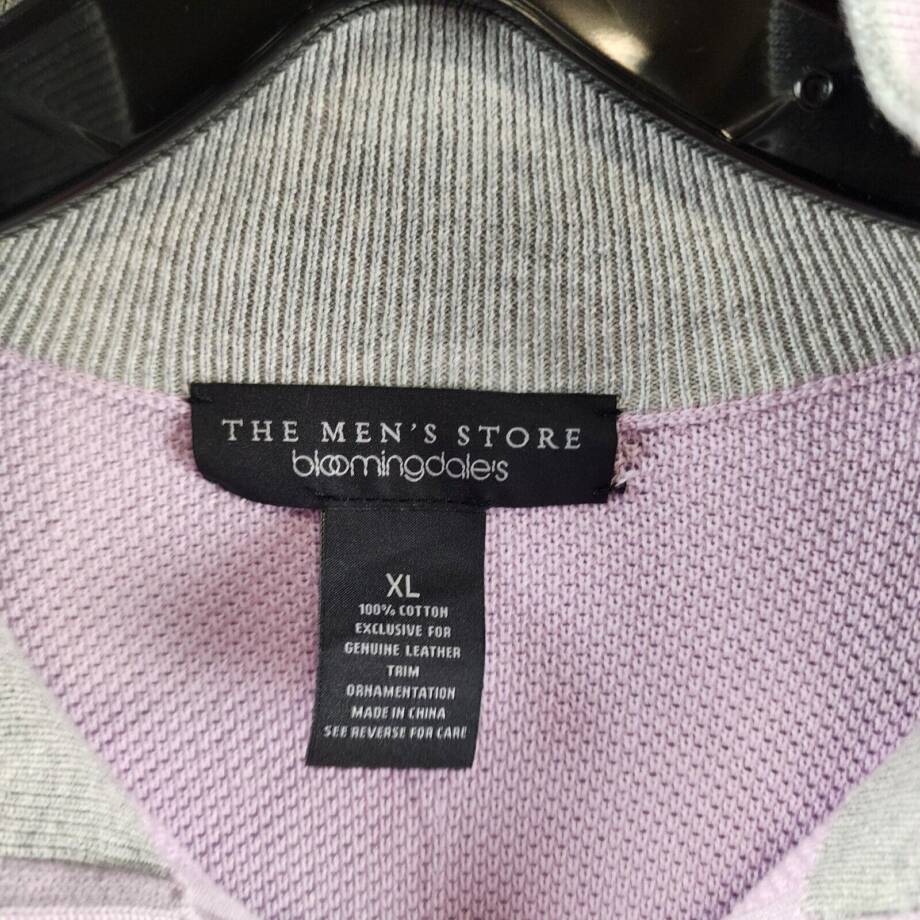 THE MEN'S STORE
bloomingdale's
XL
100% COTTON
EXCLUSIVE FOR
GENUINE LEATHER
TRIM
ORNAMENTATION
MADE IN CHINA
SEE REVERSE FOR CARE